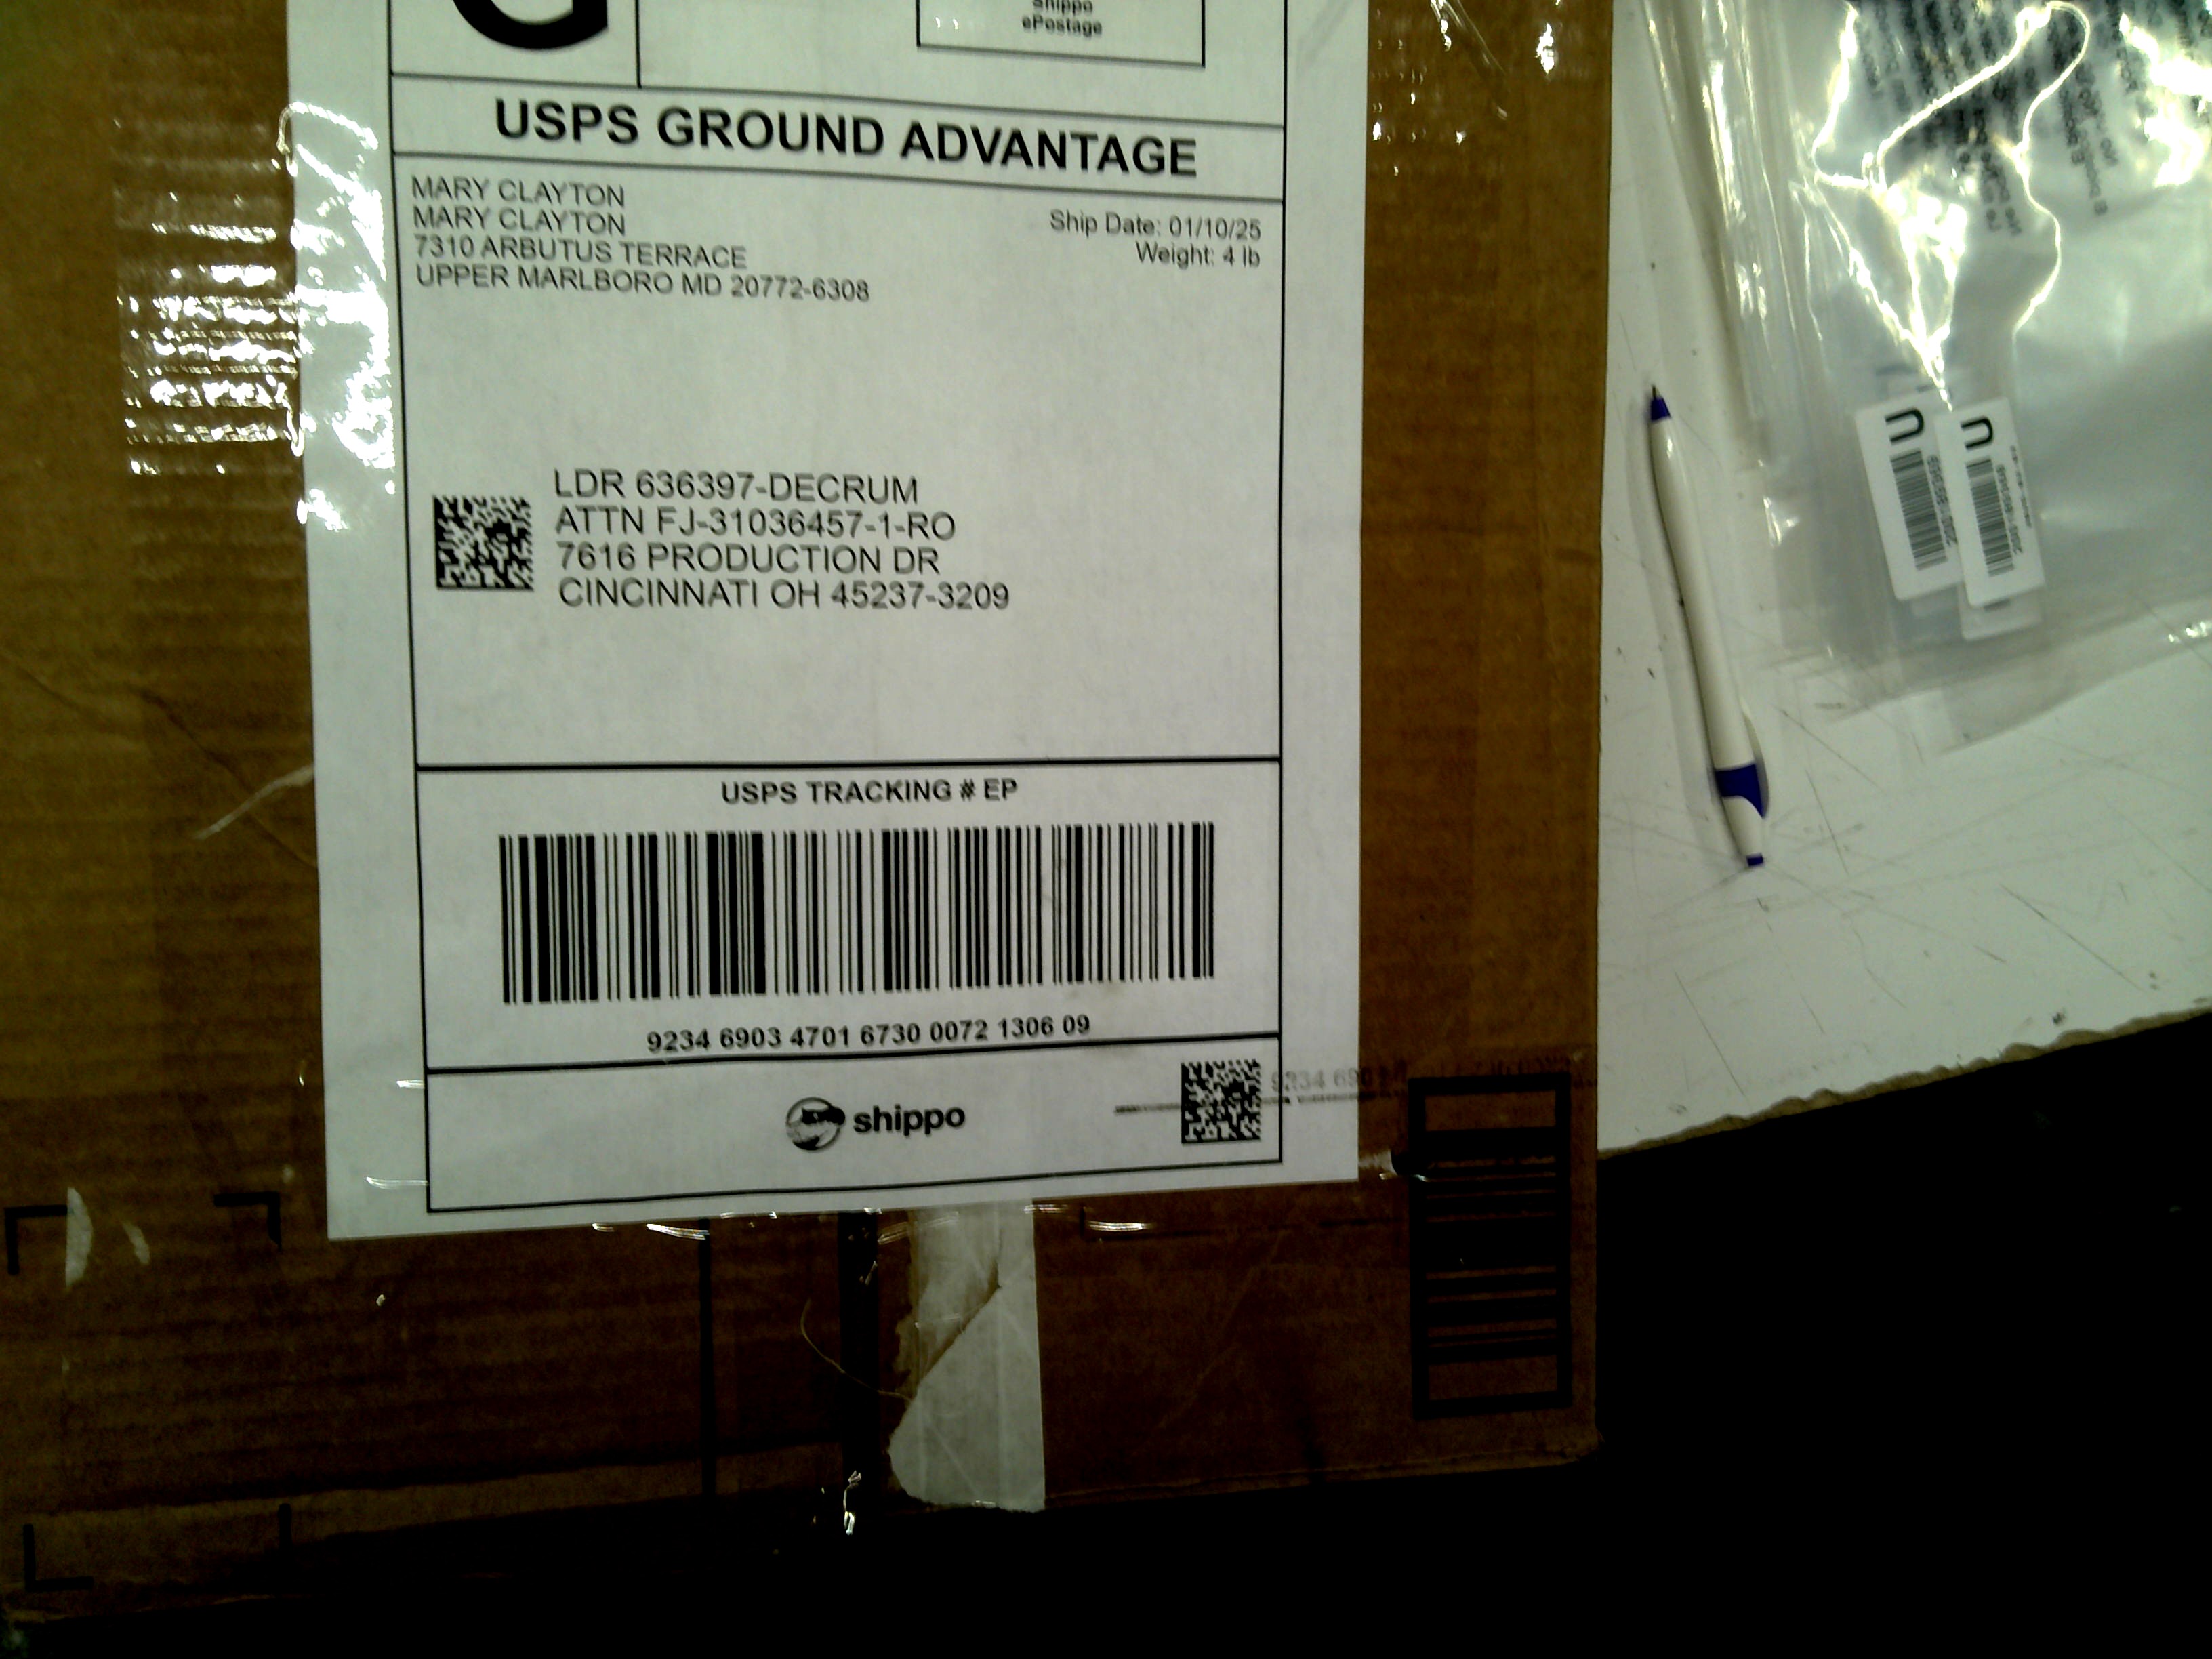 G
Shippo
ePostage
USPS GROUND ADVANTAGE
MARY CLAYTON
MARY CLAYTON
7310 ARBUTUS TERRACE
UPPER MARLBORO MD 20772-6308
Ship Date: 01/10/25
Weight: 4 lb
LDR 636397-DECRUM
ATTN FJ-31036457-1-RO
7616 PRODUCTION DR
CINCINNATI OH 45237-3209
USPS TRACKING # EP
9234 6903 4701 6730 0072 1306 09
shippo
9234
U
U